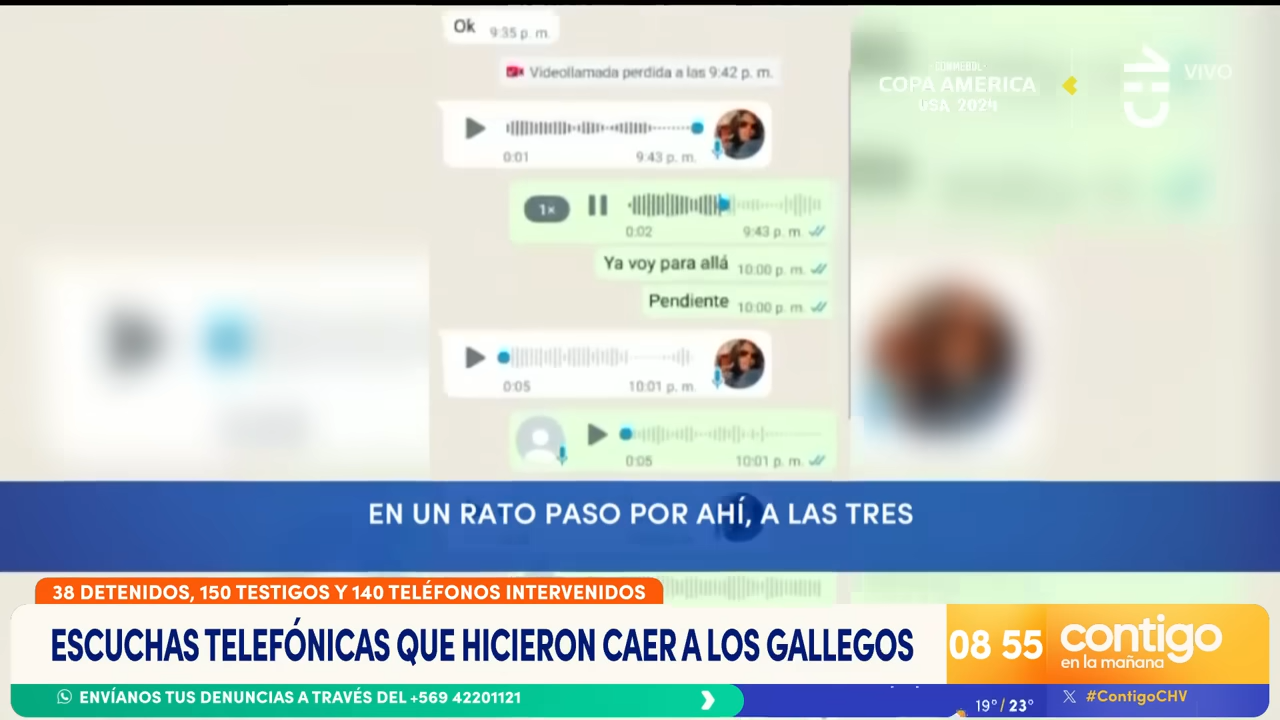 Ok 9:35 p. m.
Videollamada perdida a las 9:42 p. m.
CONMEBOL
COPA AMERICA
USA 2024
CHV
VIVO
0:01 9:43 p. m.
1×
0:02 9:43 p. m.
Ya voy para allá 10:00 p. m.
Pendiente 10:00 p. m.
0:05 10:01 p. m.
0:05 10:01 p. m.
EN UN RATO PASO POR AHÍ, A LAS TRES
38 DETENIDOS, 150 TESTIGOS Y 140 TELÉFONOS INTERVENIDOS
ESCUCHAS TELEFÓNICAS QUE HICIERON CAER A LOS GALLEGOS
08 55
contigo
en la mañana
ENVÍANOS TUS DENUNCIAS A TRAVÉS DEL +569 42201121
19°/ 23°
#ContigoCHV